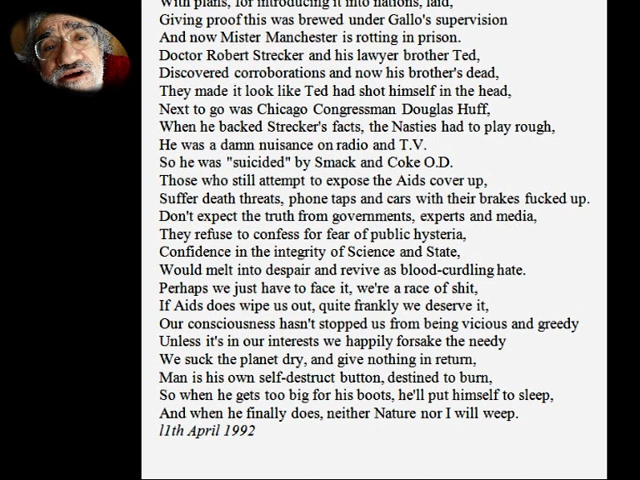 With plans, for introducing it into nations, laid,
Giving proof this was brewed under Gallo's supervision
And now Mister Manchester is rotting in prison.
Doctor Robert Strecker and his lawyer brother Ted,
Discovered corroborations and now his brother's dead,
They made it look like Ted had shot himself in the head,
Next to go was Chicago Congressman Douglas Huff,
When he backed Strecker's facts, the Nasties had to play rough,
He was a damn nuisance on radio and T.V.
So he was "suicided" by Smack and Coke O.D.
Those who still attempt to expose the Aids cover up,
Suffer death threats, phone taps and cars with their brakes fucked up.
Don't expect the truth from governments, experts and media,
They refuse to confess for fear of public hysteria,
Confidence in the integrity of Science and State,
Would melt into despair and revive as blood-curdling hate.
Perhaps we just have to face it, we're a race of shit,
If Aids does wipe us out, quite frankly we deserve it,
Our consciousness hasn't stopped us from being vicious and greedy
Unless it's in our interests we happily forsake the needy
We suck the planet dry, and give nothing in return,
Man is his own self-destruct button, destined to burn,
So when he gets too big for his boots, he'll put himself to sleep,
And when he finally does, neither Nature nor I will weep.
l1th April 1992